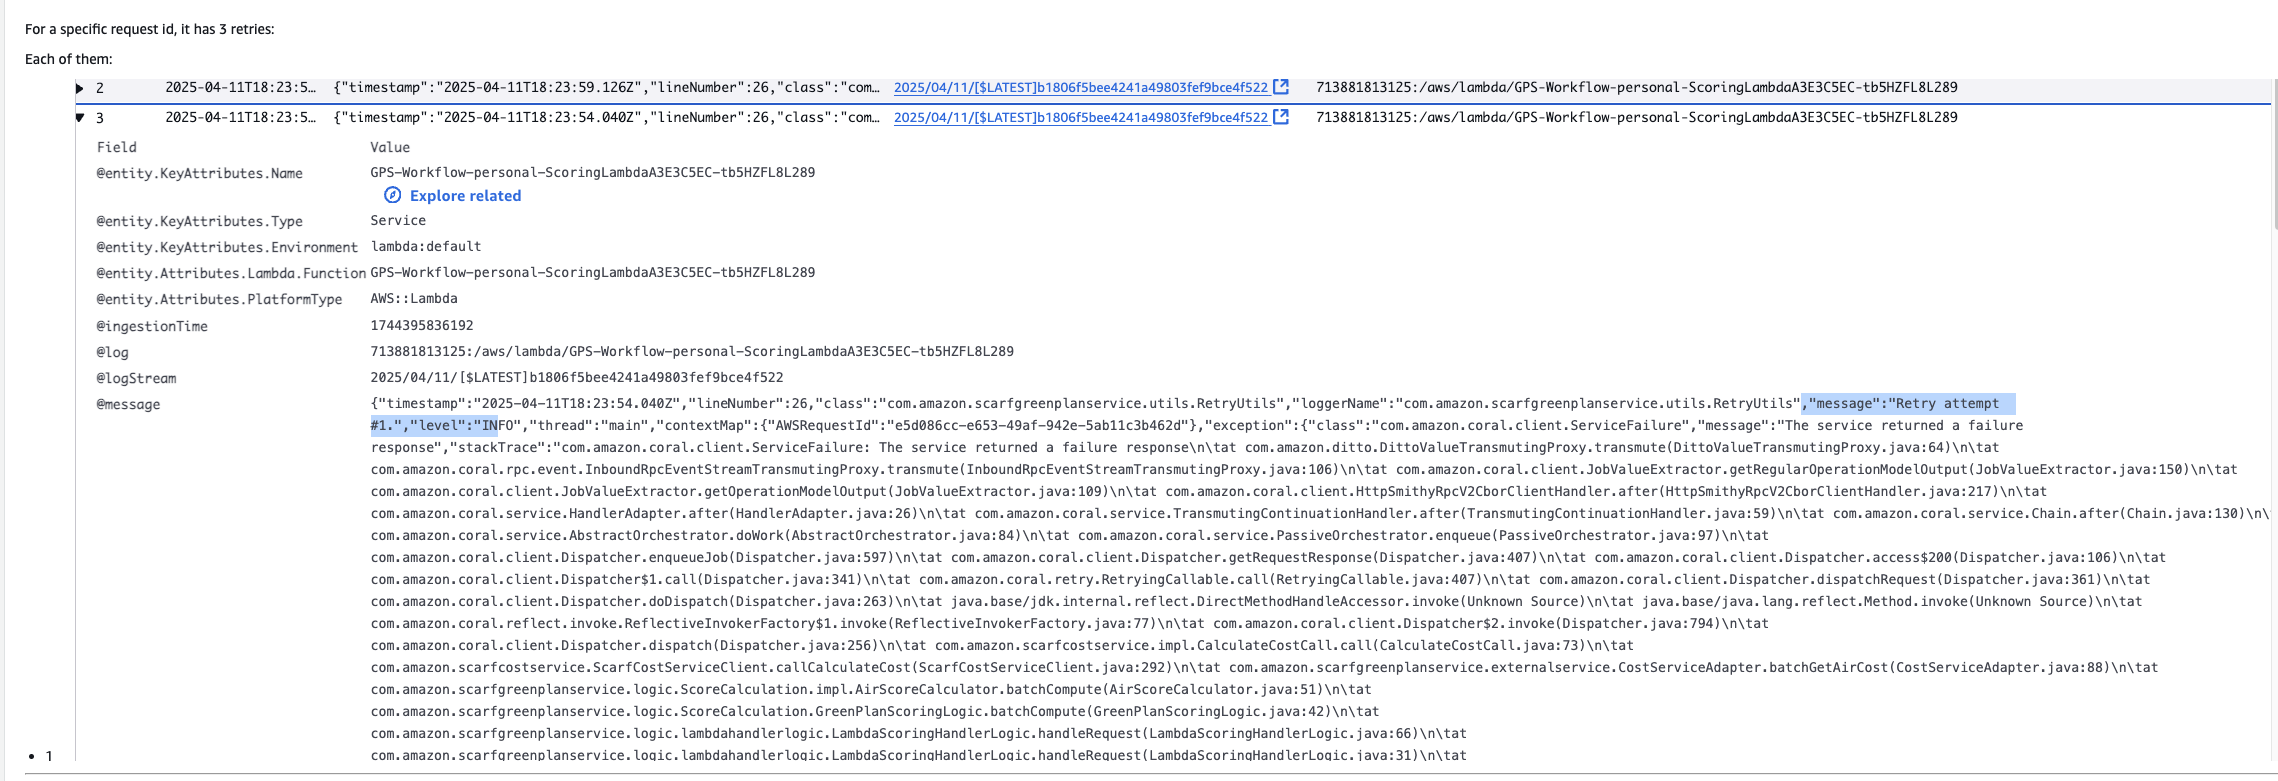 For a specific request id, it has 3 retries:
Each of them:
2 2025-04-11T18:23:5… {"timestamp":"2025-04-11T18:23:59.126Z","lineNumber":26,"class":"com… 2025/04/11/[$LATEST]b1806f5bee4241a49803fef9bce4f522 713881813125:/aws/lambda/GPS-Workflow-personal-ScoringLambdaA3E3C5EC-tb5HZFL8L289
3 2025-04-11T18:23:5… {"timestamp":"2025-04-11T18:23:54.040Z","lineNumber":26,"class":"com… 2025/04/11/[$LATEST]b1806f5bee4241a49803fef9bce4f522 713881813125:/aws/lambda/GPS-Workflow-personal-ScoringLambdaA3E3C5EC-tb5HZFL8L289
Field Value
@entity.KeyAttributes.Name GPS-Workflow-personal-ScoringLambdaA3E3C5EC-tb5HZFL8L289
Explore related
@entity.KeyAttributes.Type Service
@entity.KeyAttributes.Environment lambda:default
@entity.Attributes.Lambda.Function GPS-Workflow-personal-ScoringLambdaA3E3C5EC-tb5HZFL8L289
@entity.Attributes.PlatformType AWS::Lambda
@ingestionTime 1744395836192
@log 713881813125:/aws/lambda/GPS-Workflow-personal-ScoringLambdaA3E3C5EC-tb5HZFL8L289
@logStream 2025/04/11/[$LATEST]b1806f5bee4241a49803fef9bce4f522
@message {"timestamp":"2025-04-11T18:23:54.040Z","lineNumber":26,"class":"com.amazon.scarfgreenplanservice.utils.RetryUtils","loggerName":"com.amazon.scarfgreenplanservice.utils.RetryUtils","message":"Retry attempt
#1.","level":"INFO","thread":"main","contextMap":{"AWSRequestId":"e5d086cc-e653-49af-942e-5ab11c3b462d"},"exception":{"class":"com.amazon.coral.client.ServiceFailure","message":"The service returned a failure
response","stackTrace":"com.amazon.coral.client.ServiceFailure: The service returned a failure response\n\tat com.amazon.ditto.DittoValueTransmutingProxy.transmute(DittoValueTransmutingProxy.java:64)\n\tat
com.amazon.coral.rpc.event.InboundRpcEventStreamTransmutingProxy.transmute(InboundRpcEventStreamTransmutingProxy.java:106)\n\tat com.amazon.coral.client.JobValueExtractor.getRegularOperationModelOutput(JobValueExtractor.java:150)\n\tat
com.amazon.coral.client.JobValueExtractor.getOperationModelOutput(JobValueExtractor.java:109)\n\tat com.amazon.coral.client.HttpSmithyRpcV2CborClientHandler.after(HttpSmithyRpcV2CborClientHandler.java:217)\n\tat
com.amazon.coral.service.HandlerAdapter.after(HandlerAdapter.java:26)\n\tat com.amazon.coral.service.TransmutingContinuationHandler.after(TransmutingContinuationHandler.java:59)\n\tat com.amazon.coral.service.Chain.after(Chain.java:130)\n\
com.amazon.coral.service.AbstractOrchestrator.doWork(AbstractOrchestrator.java:84)\n\tat com.amazon.coral.service.PassiveOrchestrator.enqueue(PassiveOrchestrator.java:97)\n\tat
com.amazon.coral.client.Dispatcher.enqueueJob(Dispatcher.java:597)\n\tat com.amazon.coral.client.Dispatcher.getRequestResponse(Dispatcher.java:407)\n\tat com.amazon.coral.client.Dispatcher.access$200(Dispatcher.java:106)\n\tat
com.amazon.coral.client.Dispatcher$1.call(Dispatcher.java:341)\n\tat com.amazon.coral.retry.RetryingCallable.call(RetryingCallable.java:407)\n\tat com.amazon.coral.client.Dispatcher.dispatchRequest(Dispatcher.java:361)\n\tat
com.amazon.coral.client.Dispatcher.doDispatch(Dispatcher.java:263)\n\tat java.base/jdk.internal.reflect.DirectMethodHandleAccessor.invoke(Unknown Source)\n\tat java.base/java.lang.reflect.Method.invoke(Unknown Source)\n\tat
com.amazon.coral.reflect.invoke.ReflectiveInvokerFactory$1.invoke(ReflectiveInvokerFactory.java:77)\n\tat com.amazon.coral.client.Dispatcher$2.invoke(Dispatcher.java:794)\n\tat
com.amazon.coral.client.Dispatcher.dispatch(Dispatcher.java:256)\n\tat com.amazon.scarfcostservice.impl.CalculateCostCall.call(CalculateCostCall.java:73)\n\tat
com.amazon.scarfcostservice.ScarfCostServiceClient.callCalculateCost(ScarfCostServiceClient.java:292)\n\tat com.amazon.scarfgreenplanservice.externalservice.CostServiceAdapter.batchGetAirCost(CostServiceAdapter.java:88)\n\tat
com.amazon.scarfgreenplanservice.logic.ScoreCalculation.impl.AirScoreCalculator.batchCompute(AirScoreCalculator.java:51)\n\tat
com.amazon.scarfgreenplanservice.logic.ScoreCalculation.GreenPlanScoringLogic.batchCompute(GreenPlanScoringLogic.java:42)\n\tat
com.amazon.scarfgreenplanservice.logic.lambdahandlerlogic.LambdaScoringHandlerLogic.handleRequest(LambdaScoringHandlerLogic.java:66)\n\tat
com.amazon.scarfgreenplanservice.logic.lambdahandlerlogic.LambdaScoringHandlerLogic.handleRequest(LambdaScoringHandlerLogic.java:31)\n\tat
• 1